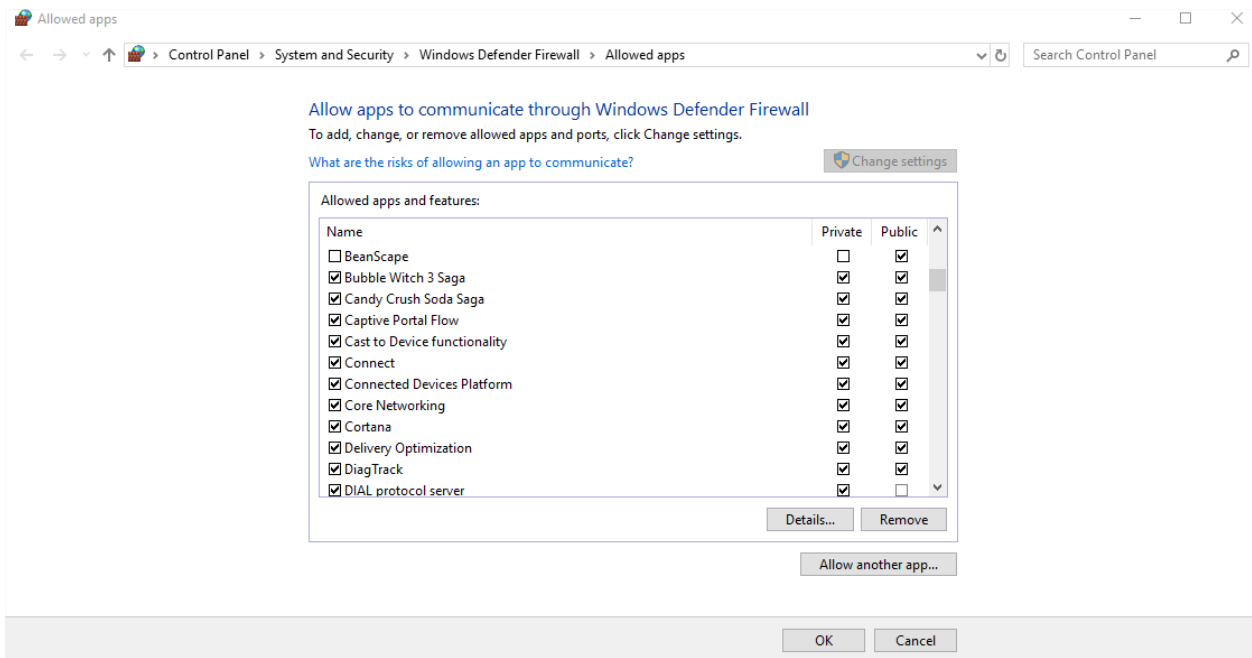 Allowed apps
Control Panel > System and Security > Windows Defender Firewall > Allowed apps
Search Control Panel
Allow apps to communicate through Windows Defender Firewall
To add, change, or remove allowed apps and ports, click Change settings.
What are the risks of allowing an app to communicate?
Change settings
Allowed apps and features:
Name Private Public
BeanScape
Bubble Witch 3 Saga
Candy Crush Soda Saga
Captive Portal Flow
Cast to Device functionality
Connect
Connected Devices Platform
Core Networking
Cortana
Delivery Optimization
DiagTrack
DIAL protocol server
Details... Remove
Allow another app...
OK Cancel